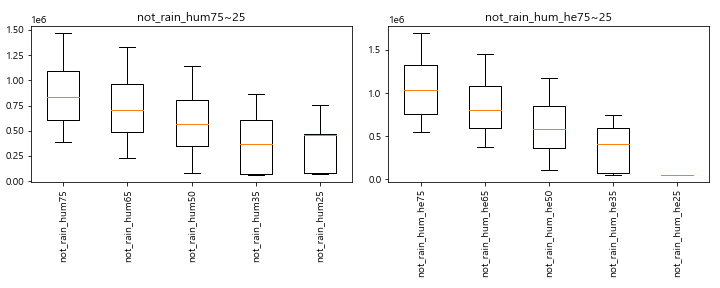 not_rain_hum75~25
1e6
1.50
1.25
1.00
0.75
0.50
0.25
0.00
not_rain_hum75
not_rain_hum65
not_rain_hum50
not_rain_hum35
not_rain_hum25
not_rain_hum_he75~25
1e6
1.5
1.0
0.5
0.0
not_rain_hum_he75
not_rain_hum_he65
not_rain_hum_he50
not_rain_hum_he35
not_rain_hum_he25